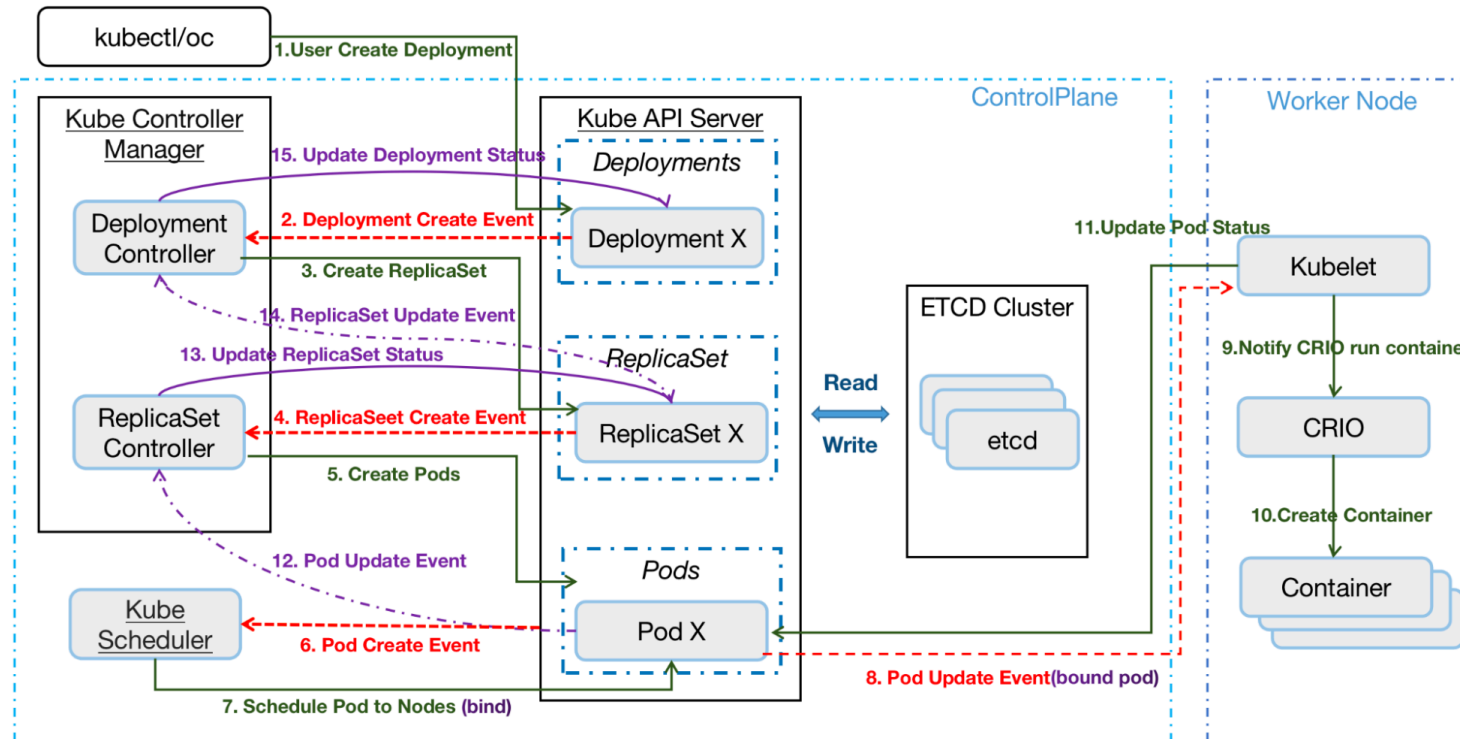 kubectl/oc
1.User Create Deployment
ControlPlane
Worker Node
Kube Controller
Manager
Kube API Server
15. Update Deployment Status
Deployments
Deployment
Controller
2. Deployment Create Event
Deployment X
3. Create ReplicaSet
11.Update Pod Status
Kubelet
14. ReplicaSet Update Event
13. Update ReplicaSet Status
ReplicaSet
ETCD Cluster
9.Notify CRIO run containe
Read
Write
etcd
ReplicaSet
Controller
4. ReplicaSeet Create Event
ReplicaSet X
CRIO
5. Create Pods
10.Create Container
12. Pod Update Event
Pods
Container
Kube
Scheduler
6. Pod Create Event
Pod X
8. Pod Update Event(bound pod)
7. Schedule Pod to Nodes (bind)